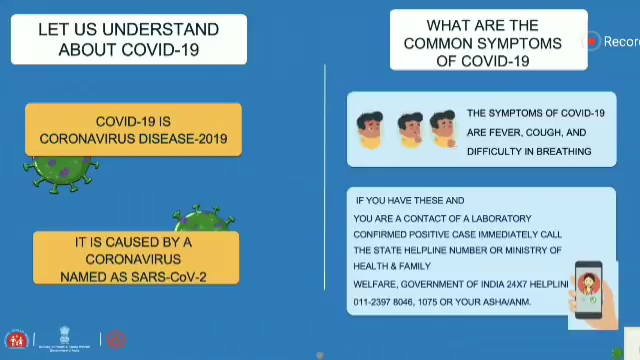 LET US UNDERSTAND
ABOUT COVID-19
COVID-19 IS
CORONAVIRUS DISEASE-2019
IT IS CAUSED BY A
CORONAVIRUS
NAMED AS SARS-CoV-2
WHAT ARE THE
COMMON SYMPTOMS
OF COVID-19
Recor
THE SYMPTOMS OF COVID-19
ARE FEVER, COUGH, AND
DIFFICULTY IN BREATHING
IF YOU HAVE THESE AND
YOU ARE A CONTACT OF A LABORATORY
CONFIRMED POSITIVE CASE IMMEDIATELY CALL
THE STATE HELPLINE NUMBER OR MINISTRY OF
HEALTH & FAMILY
WELFARE, GOVERNMENT OF INDIA 24X7 HELPLIN
011-2397 8046, 1075 OR YOUR ASHA/ANM.